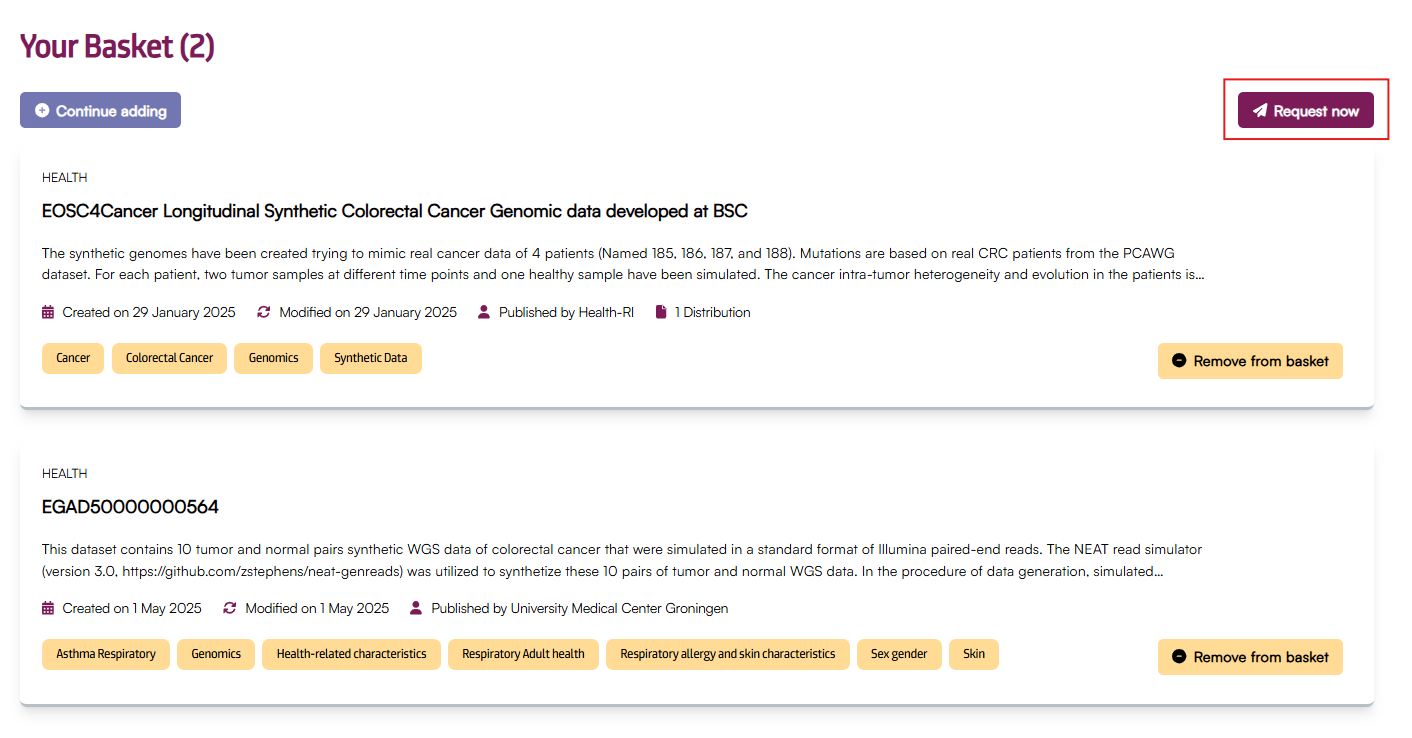 Your Basket (2)
Continue adding
Request now
HEALTH
EOSC4Cancer Longitudinal Synthetic Colorectal Cancer Genomic data developed at BSC
The synthetic genomes have been created trying to mimic real cancer data of 4 patients (Named 185, 186, 187, and 188). Mutations are based on real CRC patients from the PCAWG
dataset. For each patient, two tumor samples at different time points and one healthy sample have been simulated. The cancer intra-tumor heterogeneity and evolution in the patients is...
Created on 29 January 2025 Modified on 29 January 2025 Published by Health-RI 1 Distribution
Cancer Colorectal Cancer Genomics Synthetic Data
Remove from basket
HEALTH
EGAD50000000564
This dataset contains 10 tumor and normal pairs synthetic WGS data of colorectal cancer that were simulated in a standard format of Illumina paired-end reads. The NEAT read simulator
(version 3.0, https://github.com/zstephens/neat-genreads) was utilized to synthetize these 10 pairs of tumor and normal WGS data. In the procedure of data generation, simulated...
Created on 1 May 2025 Modified on 1 May 2025 Published by University Medical Center Groningen
Asthma Respiratory Genomics Health-related characteristics Respiratory Adult health Respiratory allergy and skin characteristics Sex gender Skin
Remove from basket